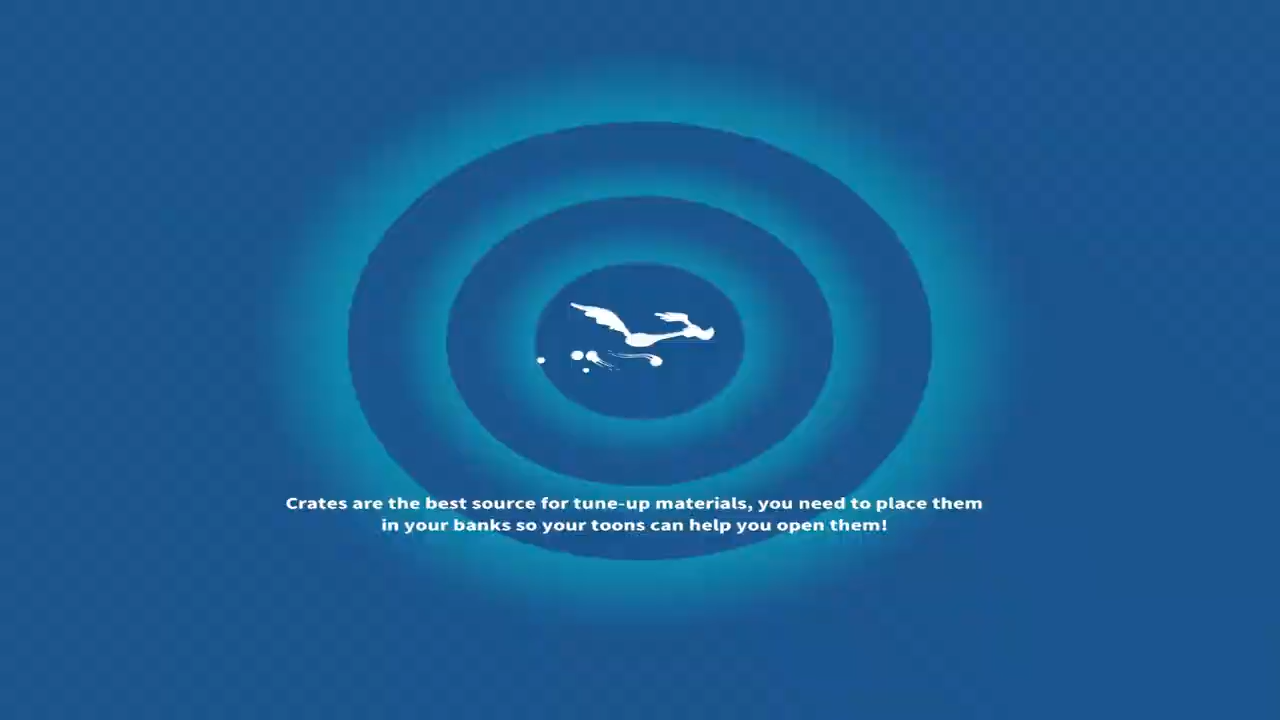 Crates are the best source for tune-up materials, you need to place them
in your banks so your toons can help you open them!